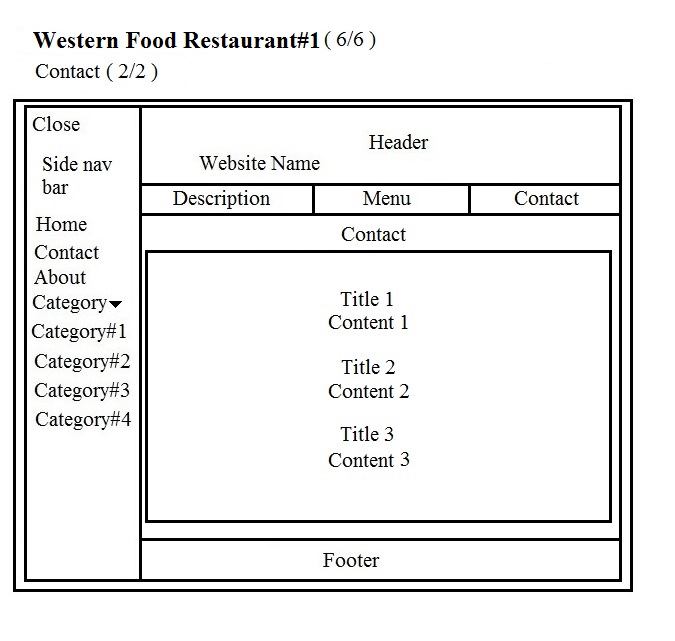 Western Food Restaurant#1 ( 6/6 )
Contact ( 2/2 )
Close
Side nav
bar
Home
Contact
About
Category
Category#1
Category#2
Category#3
Category#4
Header
Website Name
Description Menu Contact
Contact
Title 1
Content 1
Title 2
Content 2
Title 3
Content 3
Footer